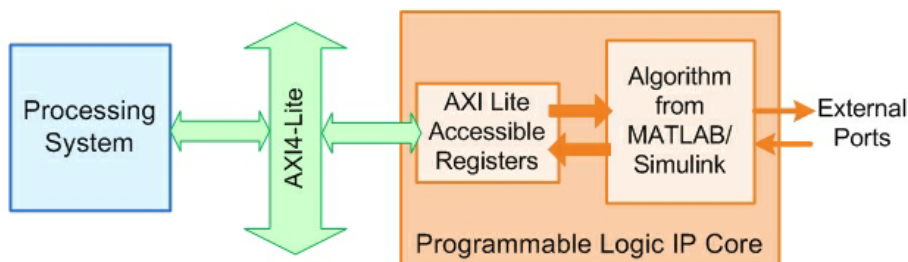 Processing
System
AXI4-Lite
AXI Lite
Accessible
Registers
Algorithm
from
MATLAB/
Simulink
External
Ports
Programmable Logic IP Core